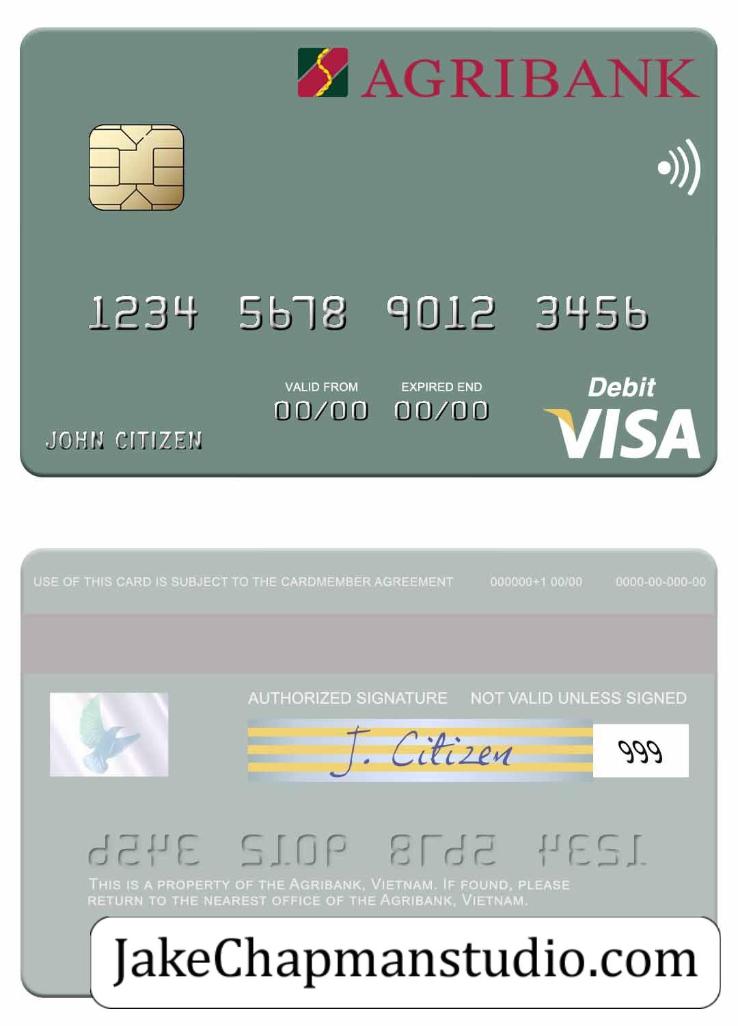 AGRIBANK
1234 5678 9012 3456
VALID FROM EXPIRED END
Debit
00/00 00/00
VISA
JOHN CITIZEN
USE OF THIS CARD IS SUBJECT TO THE CARDMEMBER AGREEMENT 000000+1 00/00 0000-00-000-00
AUTHORIZED SIGNATURE NOT VALID UNLESS SIGNED
J. Citizen 999
THIS IS A PROPERTY OF THE AGRIBANK, VIETNAM. IF FOUND, PLEASE
RETURN TO THE NEAREST OFFICE OF THE AGRIBANK, VIETNAM.
JakeChapmanstudio.com